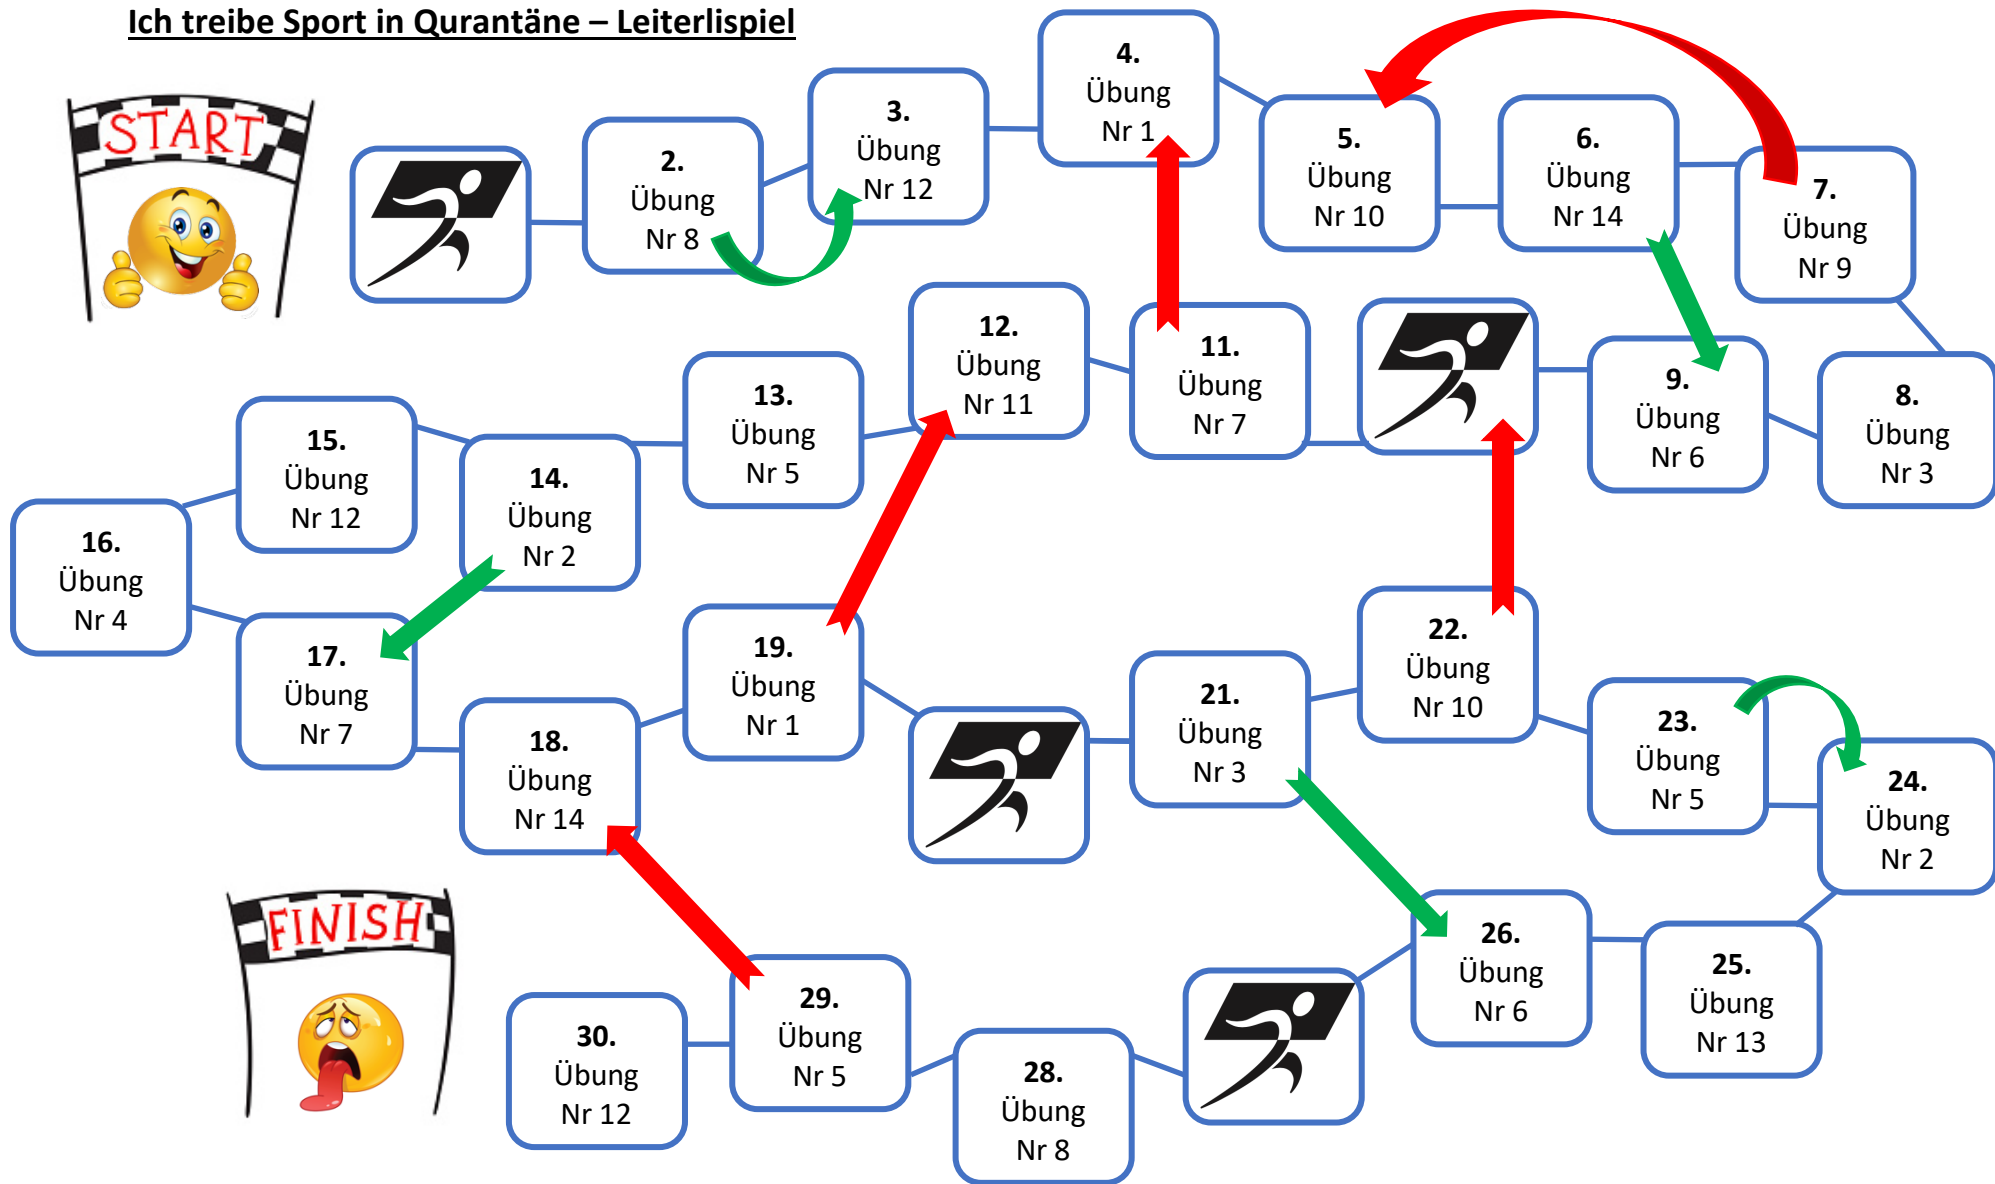 Ich treibe Sport in Qurantäne – Leiterlispiel
START
2.
Übung
Nr 8
3.
Übung
Nr 12
4.
Übung
Nr 1
5.
Übung
Nr 10
6.
Übung
Nr 14
7.
Übung
Nr 9
8.
Übung
Nr 3
9.
Übung
Nr 6
11.
Übung
Nr 7
12.
Übung
Nr 11
13.
Übung
Nr 5
14.
Übung
Nr 2
15.
Übung
Nr 12
16.
Übung
Nr 4
17.
Übung
Nr 7
18.
Übung
Nr 14
19.
Übung
Nr 1
21.
Übung
Nr 3
22.
Übung
Nr 10
23.
Übung
Nr 5
24.
Übung
Nr 2
25.
Übung
Nr 13
26.
Übung
Nr 6
28.
Übung
Nr 8
29.
Übung
Nr 5
30.
Übung
Nr 12
FINISH